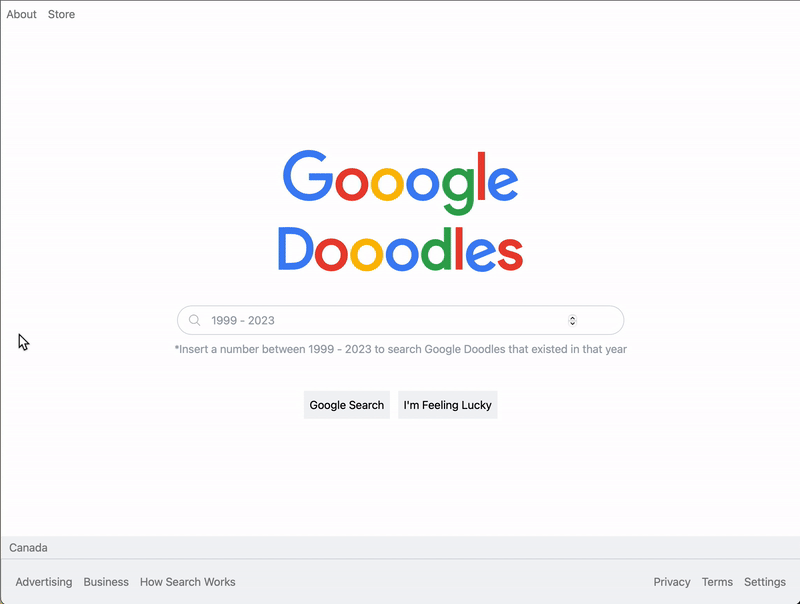 About Store
Gooogle
Dooodles
1999 - 2023
*Insert a number between 1999 - 2023 to search Google Doodles that existed in that year
Google Search I'm Feeling Lucky
Canada
Advertising Business How Search Works Privacy Terms Settings